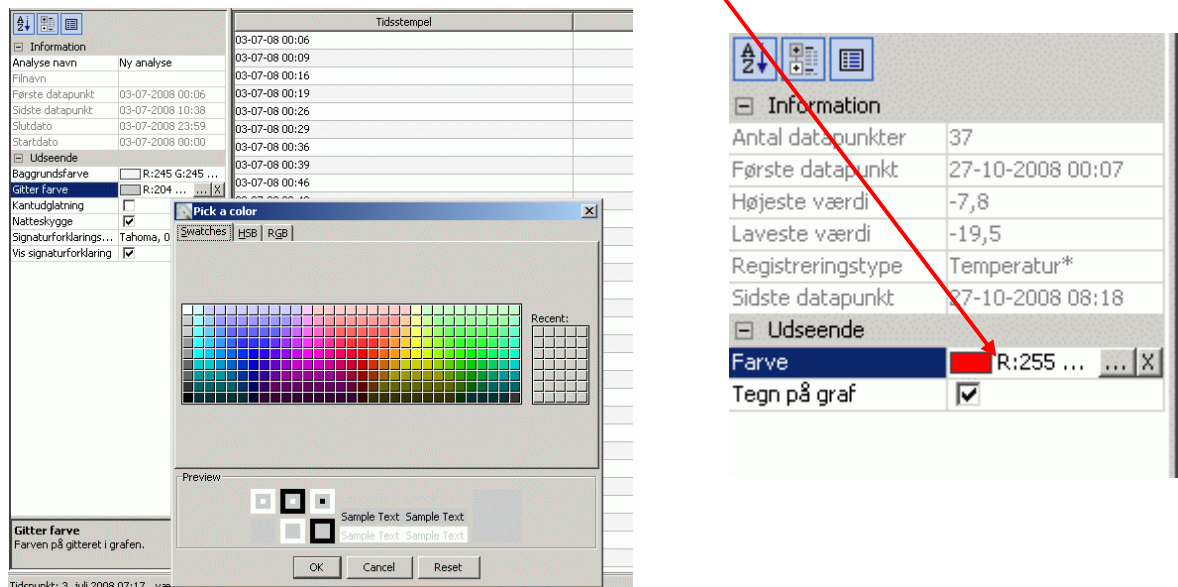 Information
Analyse navn Ny analyse
Filnavn
Første datapunkt 03-07-2008 00:06
Sidste datapunkt 03-07-2008 10:38
Slutdato 03-07-2008 23:59
Startdato 03-07-2008 00:00
Udseende
Baggrundsfarve R:245 G:245 ...
Gitter farve R:204 ... ... X
Kantudglatning
Natteskygge
Signaturforklarings... Tahoma, 0
Vis signaturforklaring
Gitter farve
Farven på gitteret i grafen.
Tidspunkt: 3. juli 2008 07:17
Tidsstempel
03-07-08 00:06
03-07-08 00:09
03-07-08 00:16
03-07-08 00:19
03-07-08 00:26
03-07-08 00:29
03-07-08 00:36
03-07-08 00:39
03-07-08 00:46
Pick a color X
Swatches HSB RGB
Recent:
Preview
Sample Text Sample Text
Sample Text Sample Text
OK Cancel Reset
Information
Antal datapunkter 37
Første datapunkt 27-10-2008 00:07
Højeste værdi -7,8
Laveste værdi -19,5
Registreringstype Temperatur*
Sidste datapunkt 27-10-2008 08:18
Udseende
Farve R:255 ... ... X
Tegn på graf